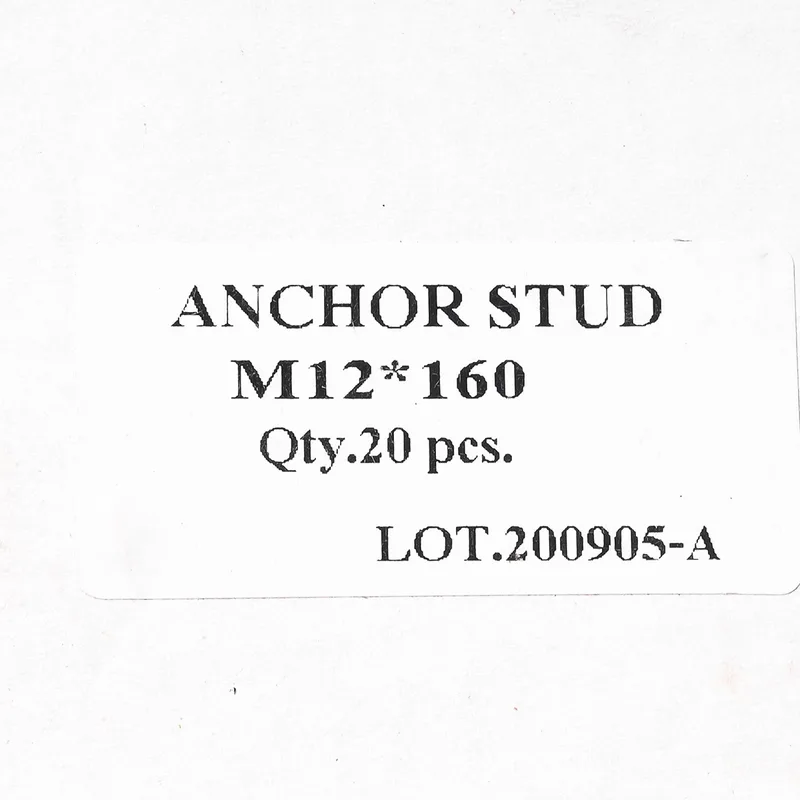 ANCHOR STUD
M12*160
Qty.20 pcs.
LOT.200905-A